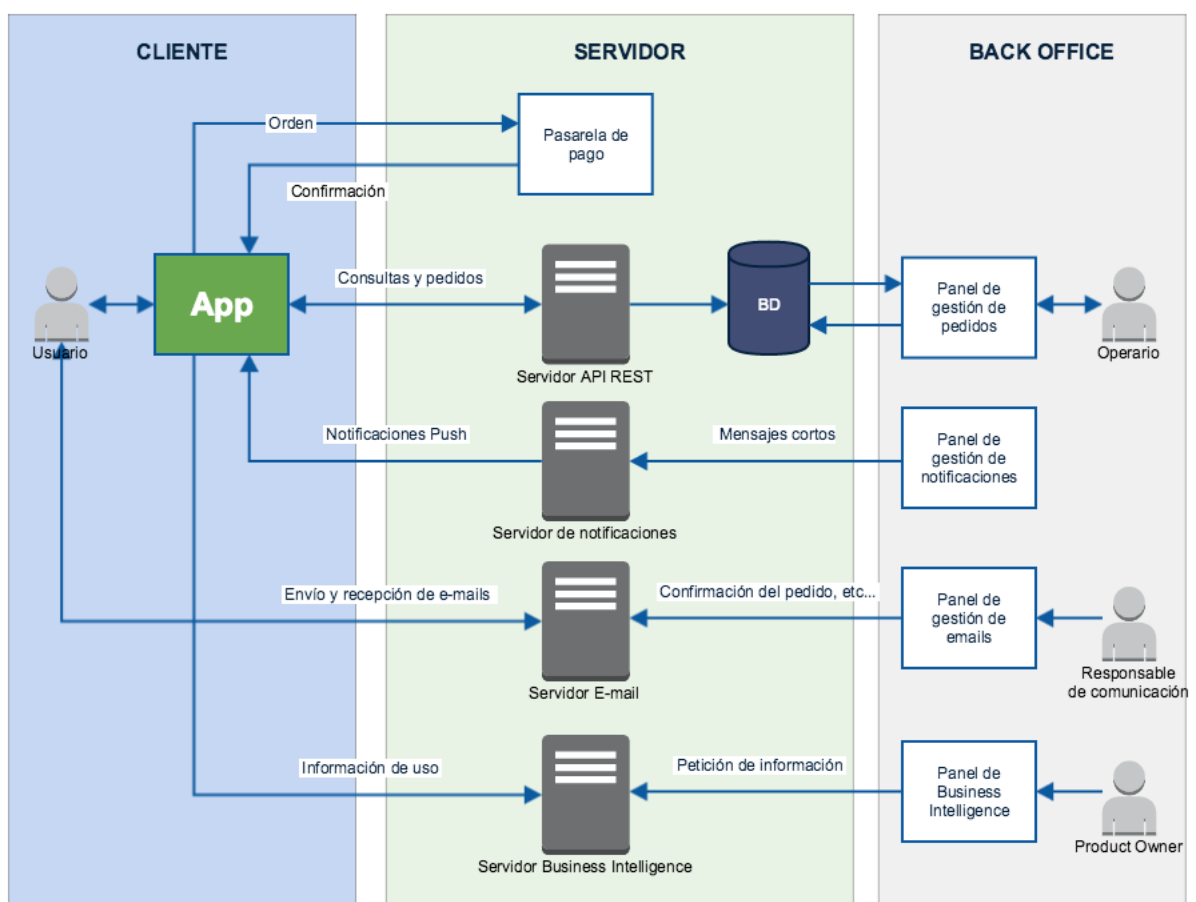 CLIENTE
SERVIDOR
BACK OFFICE
Orden
Pasarela de
pago
Confirmación
Usuario
App
Consultas y pedidos
Servidor API REST
BD
Panel de
gestión de
pedidos
Operario
Notificaciones Push
Servidor de notificaciones
Mensajes cortos
Panel de
gestión de
notificaciones
Envío y recepción de e-mails
Servidor E-mail
Confirmación del pedido, etc...
Panel de
gestión de
emails
Responsable
de comunicación
Información de uso
Servidor Business Intelligence
Petición de información
Panel de
Business
Intelligence
Product Owner